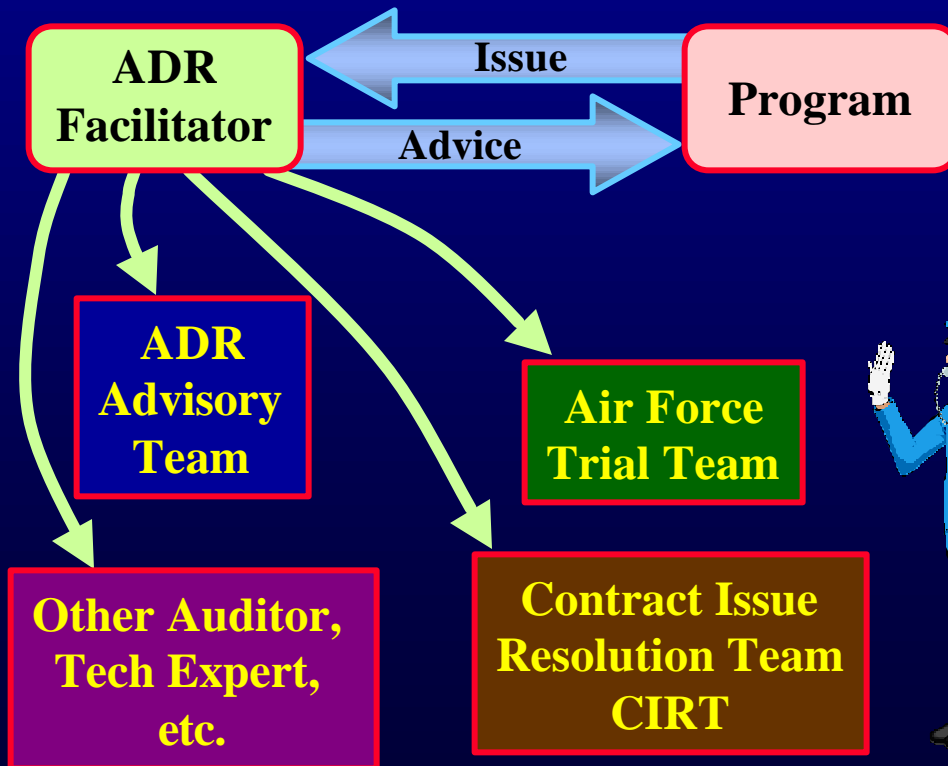 ADR
Facilitator
Issue
Advice
Program
ADR
Advisory
Team
Air Force
Trial Team
Other Auditor,
Tech Expert,
etc.
Contract Issue
Resolution Team
CIRT